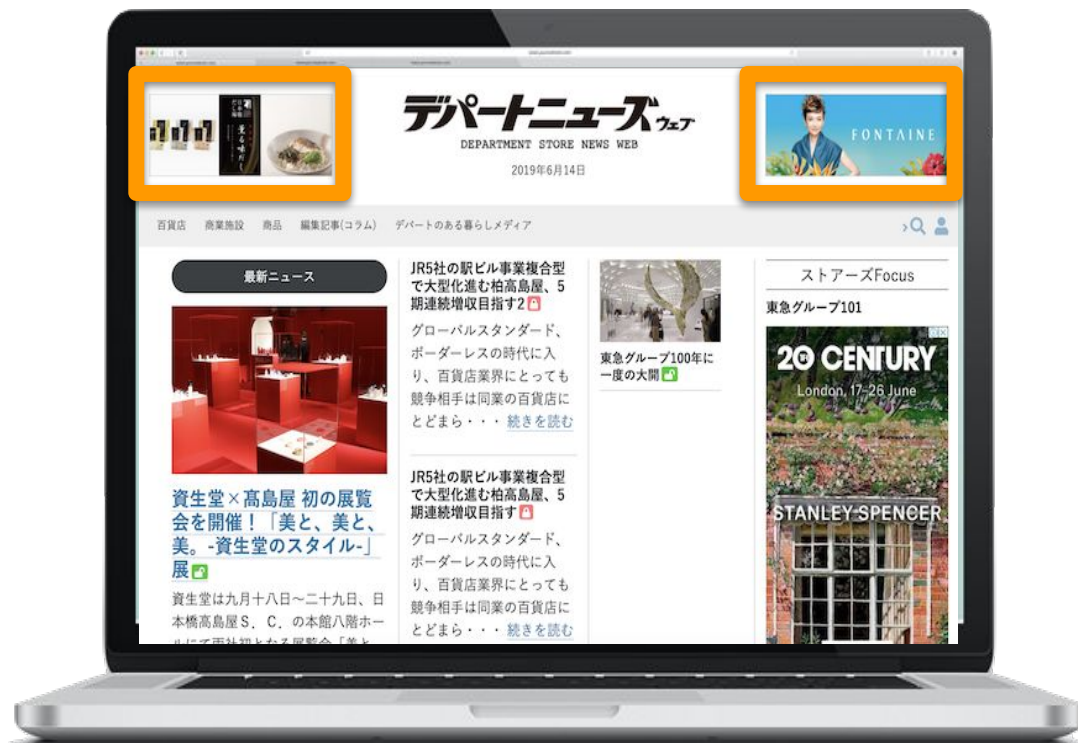 薫る味だし
デパートニューズウェブ
DEPARTMENT STORE NEWS WEB
2019年6月14日
FONTAINE
百貨店 商業施設 商品 編集記事(コラム) デパートのある暮らしメディア
最新ニュース
資生堂×髙島屋 初の展覧
会を開催！「美と、美と、
美。-資生堂のスタイル-」
展
資生堂は九月十八日〜二十九日、日
本橋高島屋S．C．の本館八階ホー
JR5社の駅ビル事業複合型
で大型化進む柏高島屋、5
期連続増収目指す2
グローバルスタンダード、
ボーダーレスの時代に入
り、百貨店業界にとっても
競争相手は同業の百貨店に
とどまら・・・ 続きを読む
JR5社の駅ビル事業複合型
で大型化進む柏高島屋、5
期連続増収目指す
グローバルスタンダード、
ボーダーレスの時代に入
り、百貨店業界にとっても
競争相手は同業の百貨店に
とどまら・・・ 続きを読む
東急グループ100年に
一度の大開
ストアーズFocus
東急グループ101
20 CENTURY
London, 17-26 June
STANLEY SPENCER